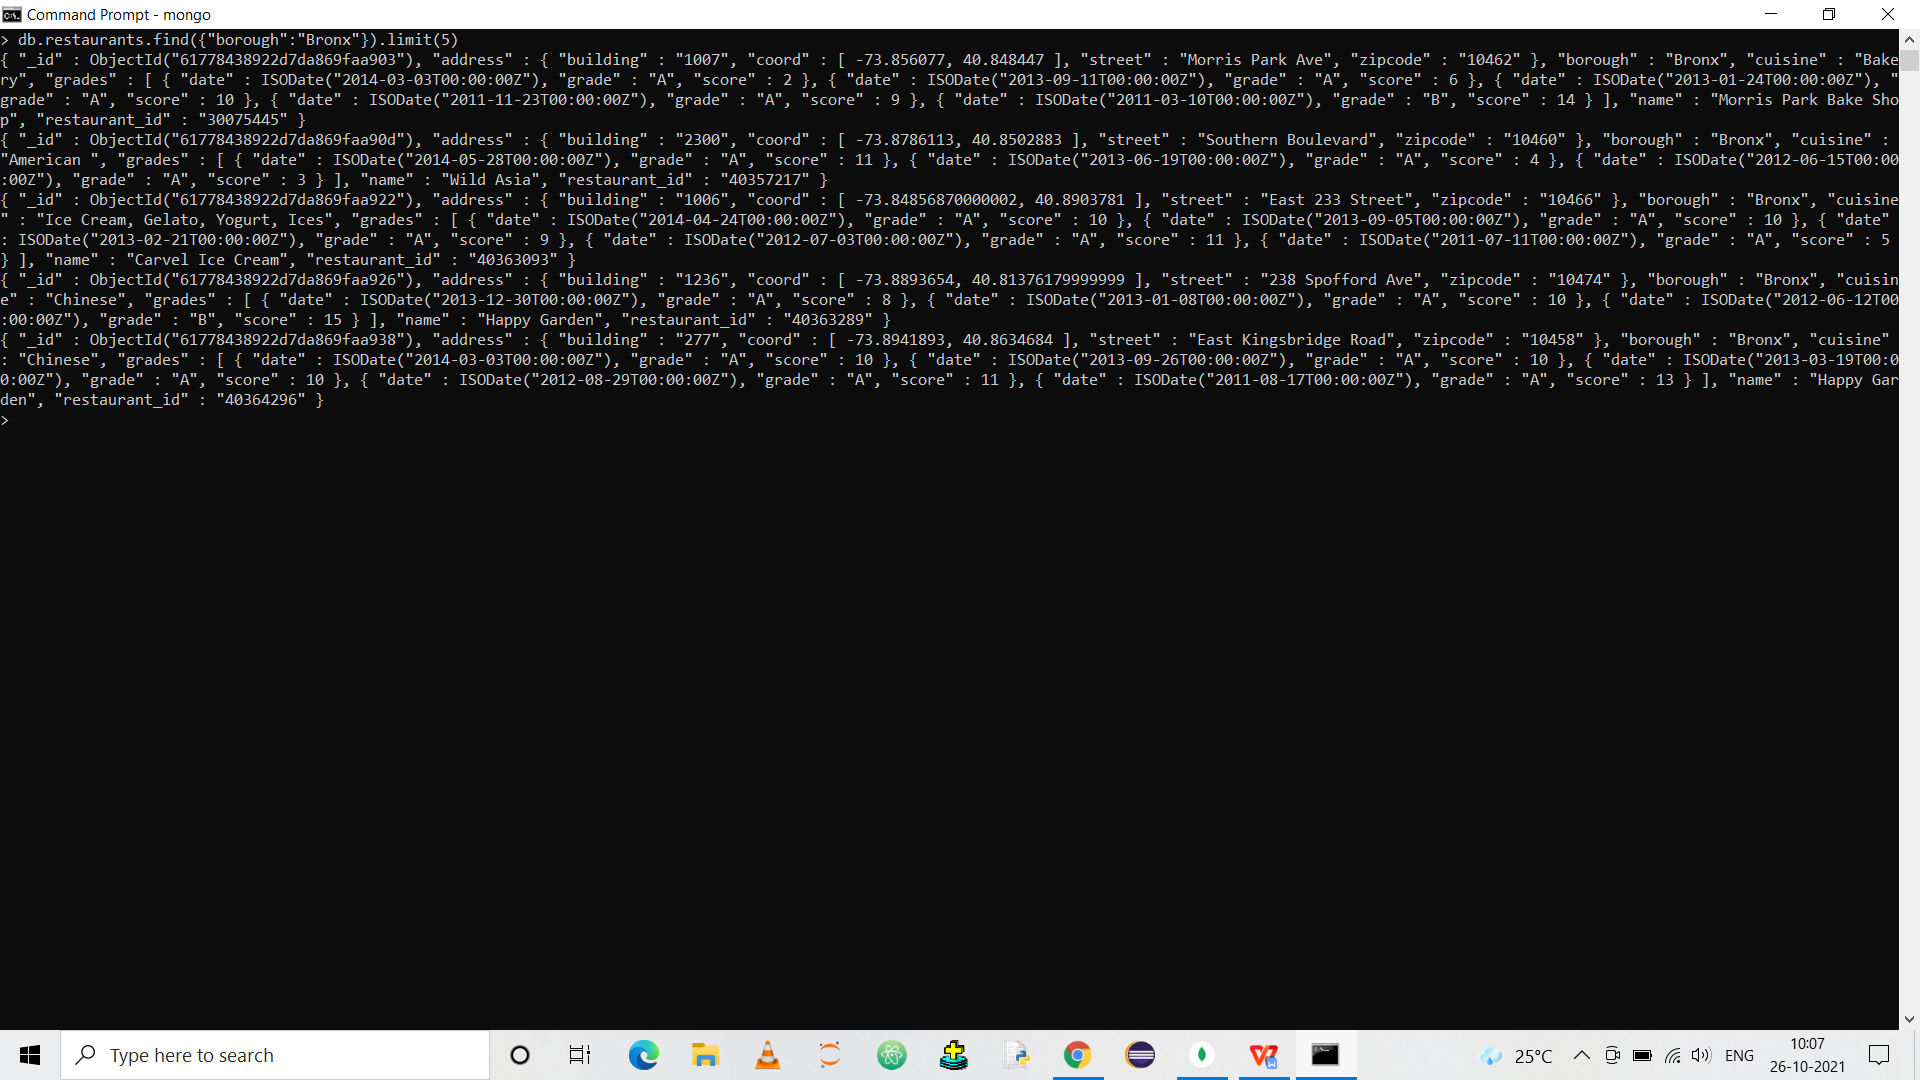 Command Prompt - mongo
> db.restaurants.find({"borough":"Bronx"}).limit(5)
{ "_id" : ObjectId("61778438922d7da869faa903"), "address" : { "building" : "1007", "coord" : [ -73.856077, 40.848447 ], "street" : "Morris Park Ave", "zipcode" : "10462" }, "borough" : "Bronx", "cuisine" : "Bake
ry", "grades" : [ { "date" : ISODate("2014-03-03T00:00:00Z"), "grade" : "A", "score" : 2 }, { "date" : ISODate("2013-09-11T00:00:00Z"), "grade" : "A", "score" : 6 }, { "date" : ISODate("2013-01-24T00:00:00Z"), "
grade" : "A", "score" : 10 }, { "date" : ISODate("2011-11-23T00:00:00Z"), "grade" : "A", "score" : 9 }, { "date" : ISODate("2011-03-10T00:00:00Z"), "grade" : "B", "score" : 14 } ], "name" : "Morris Park Bake Sho
p", "restaurant_id" : "30075445" }
{ "_id" : ObjectId("61778438922d7da869faa90d"), "address" : { "building" : "2300", "coord" : [ -73.8786113, 40.8502883 ], "street" : "Southern Boulevard", "zipcode" : "10460" }, "borough" : "Bronx", "cuisine" :
"American ", "grades" : [ { "date" : ISODate("2014-05-28T00:00:00Z"), "grade" : "A", "score" : 11 }, { "date" : ISODate("2013-06-19T00:00:00Z"), "grade" : "A", "score" : 4 }, { "date" : ISODate("2012-06-15T00:00
:00Z"), "grade" : "A", "score" : 3 } ], "name" : "Wild Asia", "restaurant_id" : "40357217" }
{ "_id" : ObjectId("61778438922d7da869faa922"), "address" : { "building" : "1006", "coord" : [ -73.84856870000002, 40.8903781 ], "street" : "East 233 Street", "zipcode" : "10466" }, "borough" : "Bronx", "cuisine
" : "Ice Cream, Gelato, Yogurt, Ices", "grades" : [ { "date" : ISODate("2014-04-24T00:00:00Z"), "grade" : "A", "score" : 10 }, { "date" : ISODate("2013-09-05T00:00:00Z"), "grade" : "A", "score" : 10 }, { "date"
: ISODate("2013-02-21T00:00:00Z"), "grade" : "A", "score" : 9 }, { "date" : ISODate("2012-07-03T00:00:00Z"), "grade" : "A", "score" : 11 }, { "date" : ISODate("2011-07-11T00:00:00Z"), "grade" : "A", "score" : 5
} ], "name" : "Carvel Ice Cream", "restaurant_id" : "40363093" }
{ "_id" : ObjectId("61778438922d7da869faa926"), "address" : { "building" : "1236", "coord" : [ -73.8893654, 40.81376179999999 ], "street" : "238 Spofford Ave", "zipcode" : "10474" }, "borough" : "Bronx", "cuisin
e" : "Chinese", "grades" : [ { "date" : ISODate("2013-12-30T00:00:00Z"), "grade" : "A", "score" : 8 }, { "date" : ISODate("2013-01-08T00:00:00Z"), "grade" : "A", "score" : 10 }, { "date" : ISODate("2012-06-12T00
:00:00Z"), "grade" : "B", "score" : 15 } ], "name" : "Happy Garden", "restaurant_id" : "40363289" }
{ "_id" : ObjectId("61778438922d7da869faa938"), "address" : { "building" : "277", "coord" : [ -73.8941893, 40.8634684 ], "street" : "East Kingsbridge Road", "zipcode" : "10458" }, "borough" : "Bronx", "cuisine"
: "Chinese", "grades" : [ { "date" : ISODate("2014-03-03T00:00:00Z"), "grade" : "A", "score" : 10 }, { "date" : ISODate("2013-09-26T00:00:00Z"), "grade" : "A", "score" : 10 }, { "date" : ISODate("2013-03-19T00:0
0:00Z"), "grade" : "A", "score" : 10 }, { "date" : ISODate("2012-08-29T00:00:00Z"), "grade" : "A", "score" : 11 }, { "date" : ISODate("2011-08-17T00:00:00Z"), "grade" : "A", "score" : 13 } ], "name" : "Happy Gar
den", "restaurant_id" : "40364296" }
>
Type here to search
25°C
ENG
10:07
26-10-2021